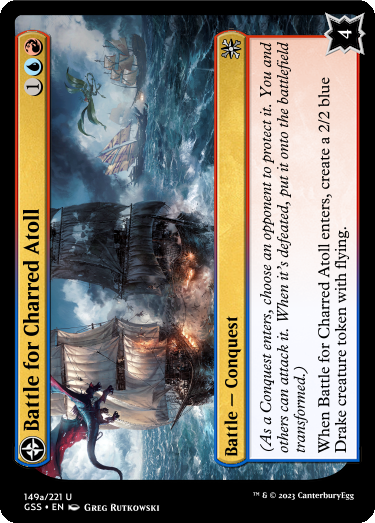 Battle for Charred Atoll
1
Battle — Conquest
(As a Conquest enters, choose an opponent to protect it. You and
others can attack it. When it's defeated, put it onto the battlefield
transformed.)
When Battle for Charred Atoll enters, create a 2/2 blue
Drake creature token with flying.
4
149a/221 U
GSS • EN Greg Rutkowski
™ & © 2023 CanterburyEgg